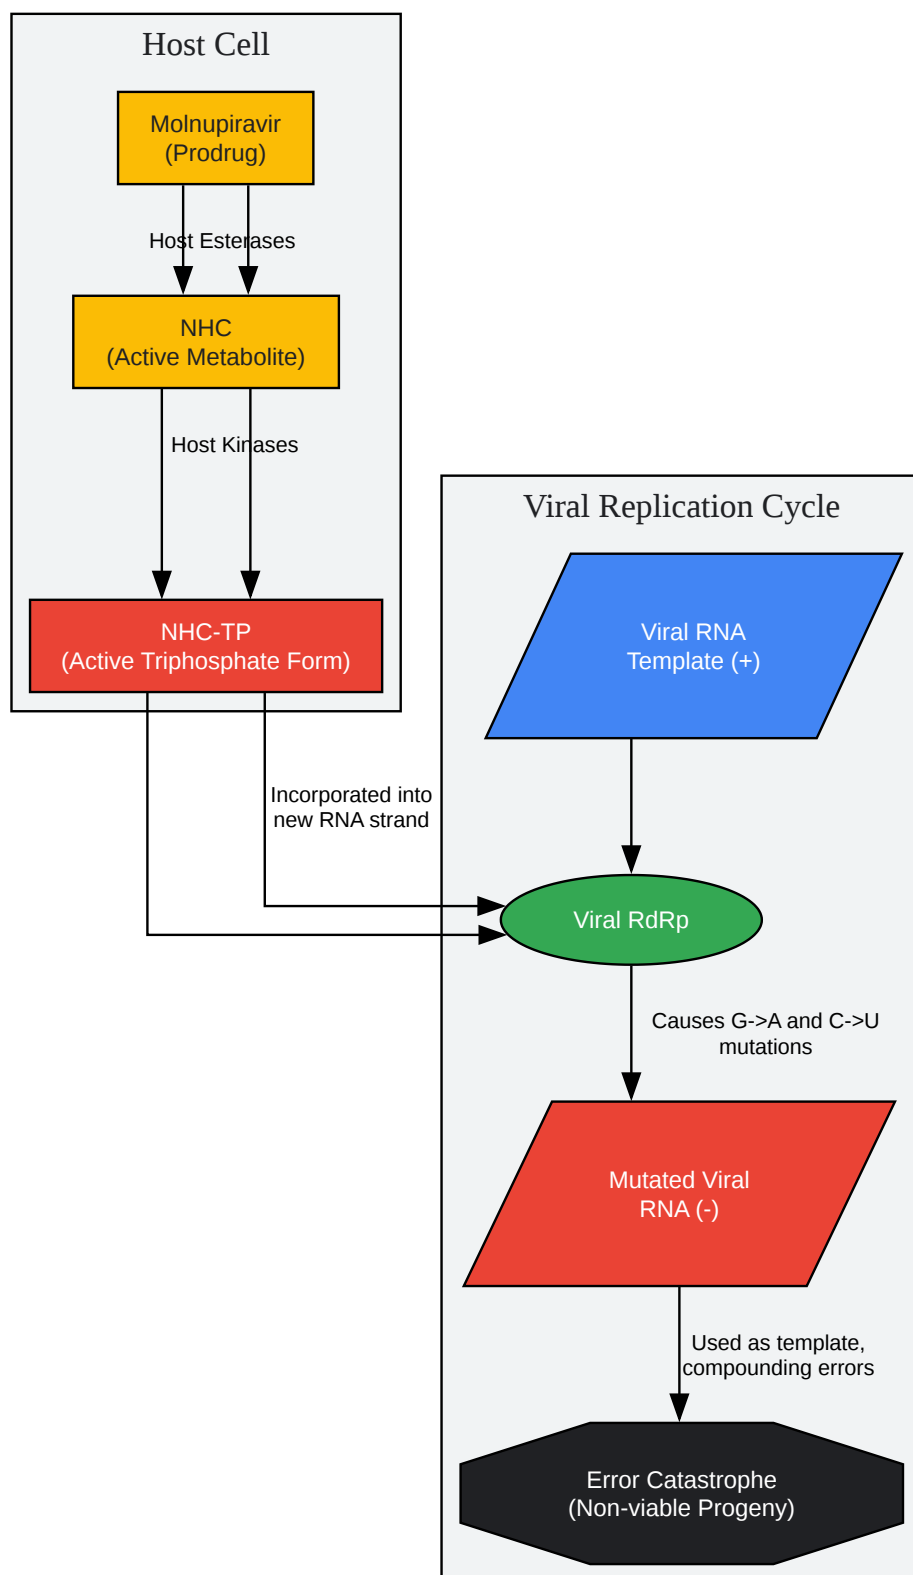 Host Cell
Molnupiravir
(Prodrug)
Host Esterases
NHC
(Active Metabolite)
Host Kinases
NHC-TP
(Active Triphosphate Form)
Incorporated into
new RNA strand
Viral Replication Cycle
Viral RNA
Template (+)
Viral RdRp
Causes G->A and C->U
mutations
Mutated Viral
RNA (-)
Used as template,
compounding errors
Error Catastrophe
(Non-viable Progeny)